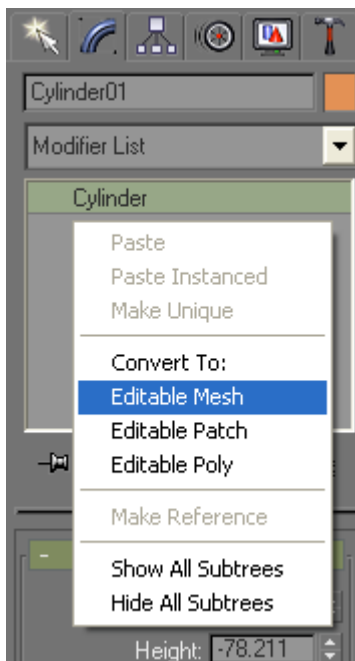 Cylinder01
Modifier List
Cylinder
Paste
Paste Instanced
Make Unique
Convert To:
Editable Mesh
Editable Patch
Editable Poly
Make Reference
Show All Subtrees
Hide All Subtrees
Height: -78.211